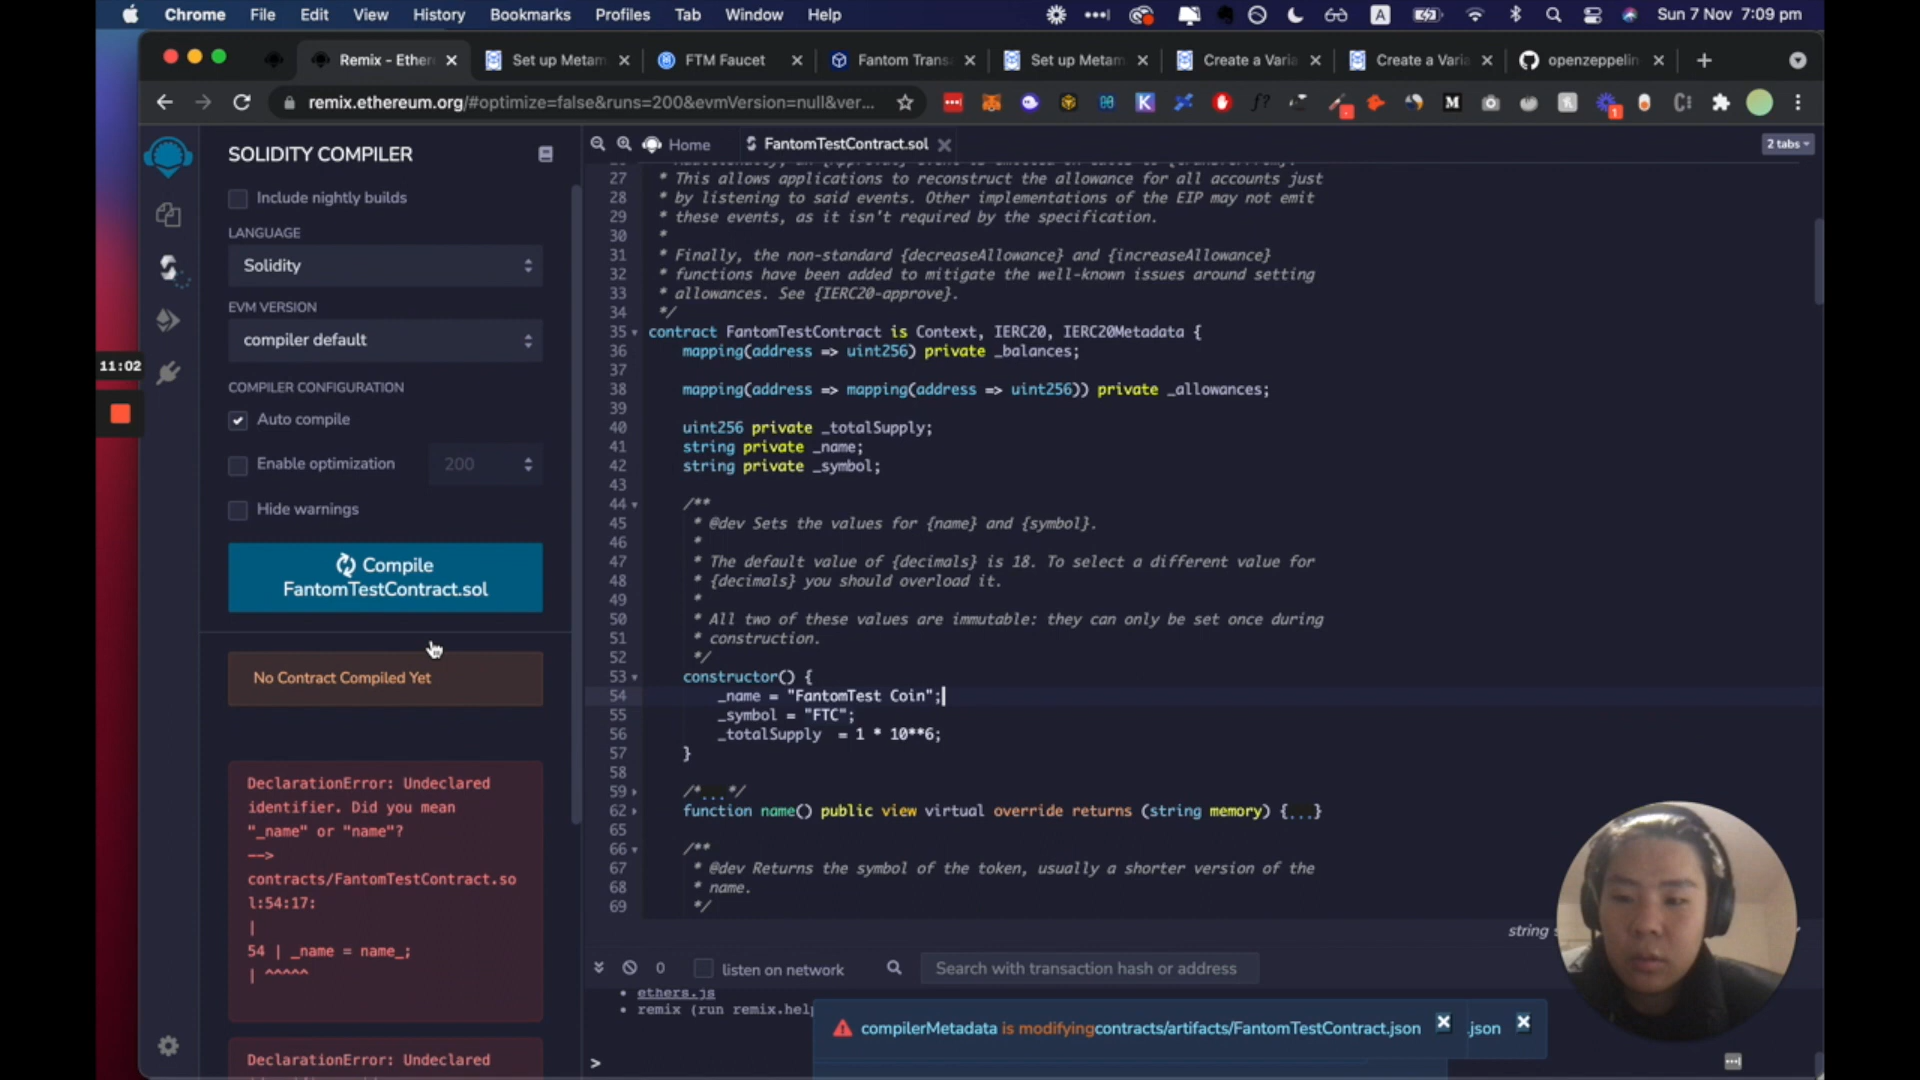 Chrome File Edit View History Bookmarks Profiles Tab Window Help A Sun 7 Nov 7:09 pm
Remix - Ether Set up Metam FTM Faucet Fantom Trans Set up Metam Create a Varia Create a Varia openzeppelin
remix.ethereum.org/#optimize=false&runs=200&evmVersion=null&ver...
SOLIDITY COMPILER
Include nightly builds
LANGUAGE
Solidity
EVM VERSION
compiler default
11:02
COMPILER CONFIGURATION
Auto compile
Enable optimization 200
Hide warnings
Compile
FantomTestContract.sol
No Contract Compiled Yet
DeclarationError: Undeclared
identifier. Did you mean
"_name" or "name"?
-->
contracts/FantomTestContract.so
l:54:17:
|
54 | _name = name_;
| ^^^^^
DeclarationError: Undeclared
Home FantomTestContract.sol 2 tabs
27 * This allows applications to reconstruct the allowance for all accounts just
28 * by listening to said events. Other implementations of the EIP may not emit
29 * these events, as it isn't required by the specification.
30 *
31 * Finally, the non-standard {decreaseAllowance} and {increaseAllowance}
32 * functions have been added to mitigate the well-known issues around setting
33 * allowances. See {IERC20-approve}.
34 */
35 contract FantomTestContract is Context, IERC20, IERC20Metadata {
36 mapping(address => uint256) private _balances;
37
38 mapping(address => mapping(address => uint256)) private _allowances;
39
40 uint256 private _totalSupply;
41 string private _name;
42 string private _symbol;
43
44 /**
45 * @dev Sets the values for {name} and {symbol}.
46 *
47 * The default value of {decimals} is 18. To select a different value for
48 * {decimals} you should overload it.
49 *
50 * All two of these values are immutable: they can only be set once during
51 * construction.
52 */
53 constructor() {
54 _name = "FantomTest Coin";
55 _symbol = "FTC";
56 _totalSupply = 1 * 10**6;
57 }
58
59 /*...*/
62 function name() public view virtual override returns (string memory) {...}
65
66 /**
67 * @dev Returns the symbol of the token, usually a shorter version of the
68 * name.
69 */
string
0 listen on network Search with transaction hash or address
• ethers.js
• remix (run remix.help
compilerMetadata is modifyingcontracts/artifacts/FantomTestContract.json .json
>